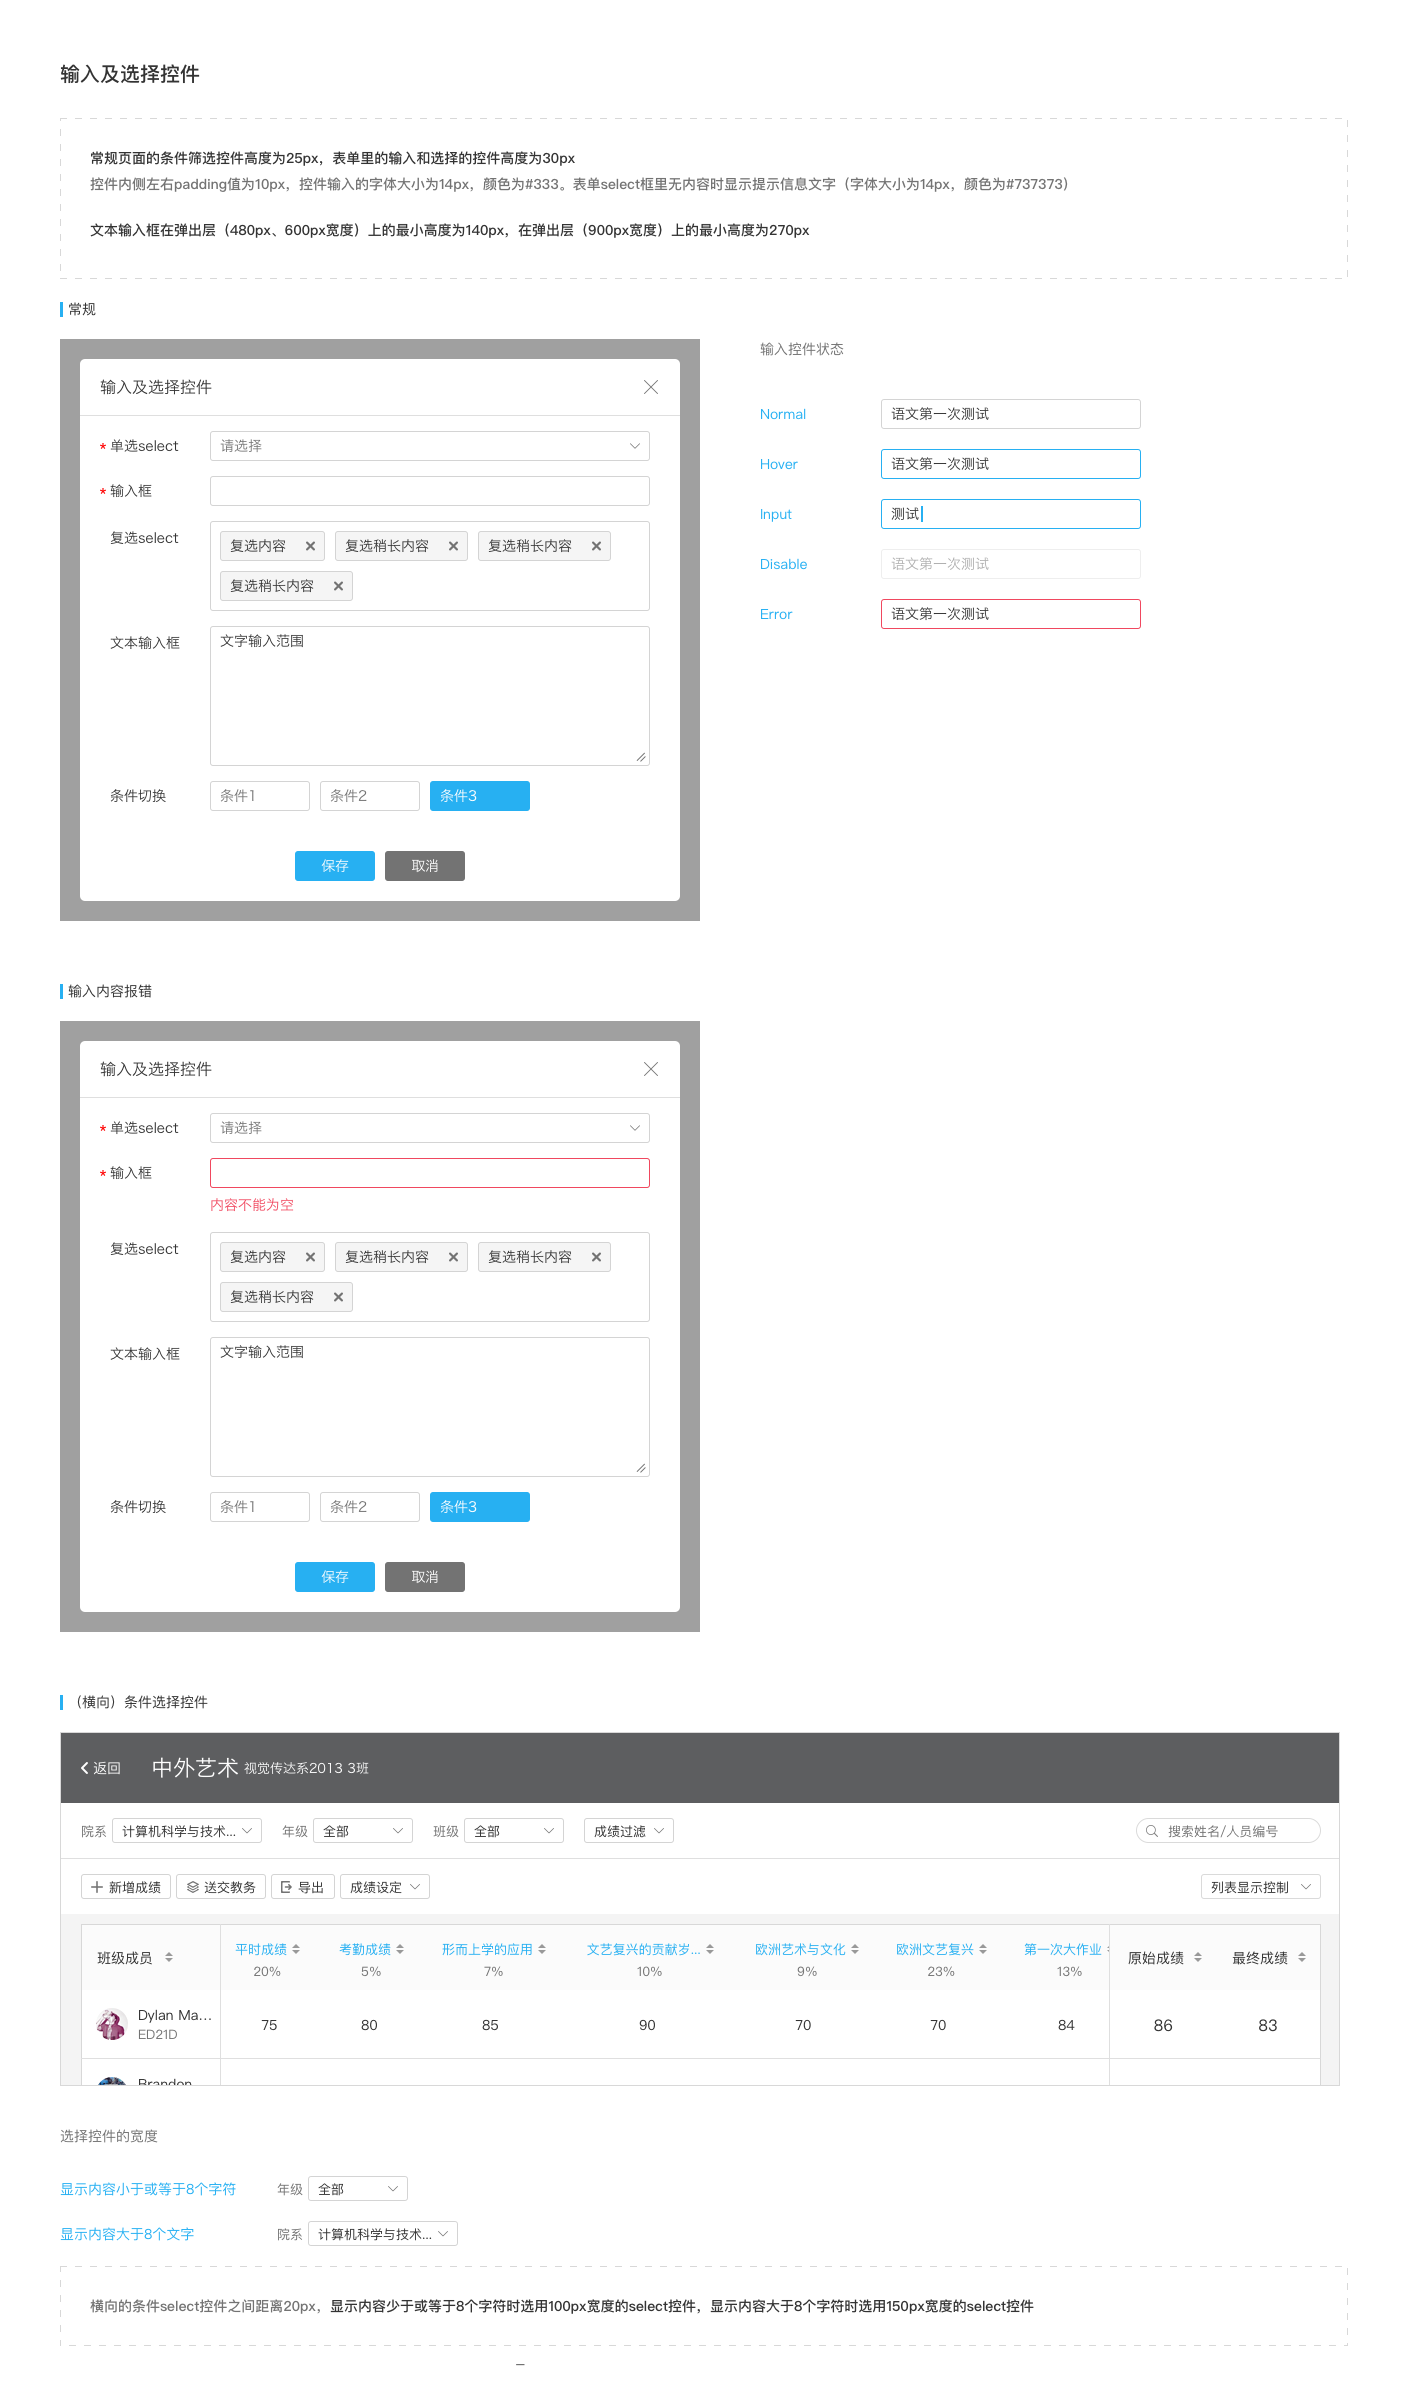 输入及选择控件
常规页面的条件筛选控件高度为25px，表单里的输入和选择的控件高度为30px
控件内侧左右padding值为10px，控件输入的字体大小为14px，颜色为#333。表单select框里无内容时显示提示信息文字（字体大小为14px，颜色为#737373）
文本输入框在弹出层（480px、600px宽度）上的最小高度为140px，在弹出层（900px宽度）上的最小高度为270px
常规
输入及选择控件
* 单选select 请选择
* 输入框
复选select 复选内容 复选稍长内容 复选稍长内容
复选稍长内容
文本输入框 文字输入范围
条件切换 条件1 条件2 条件3
保存 取消
输入控件状态
Normal 语文第一次测试
Hover 语文第一次测试
Input 测试
Disable 语文第一次测试
Error 语文第一次测试
输入内容报错
输入及选择控件
* 单选select 请选择
* 输入框
内容不能为空
复选select 复选内容 复选稍长内容 复选稍长内容
复选稍长内容
文本输入框 文字输入范围
条件切换 条件1 条件2 条件3
保存 取消
（横向）条件选择控件
返回 中外艺术 视觉传达系2013 3班
院系 计算机科学与技术... 年级 全部 班级 全部 成绩过滤 搜索姓名/人员编号
新增成绩 送交教务 导出 成绩设定 列表显示控制
班级成员 平时成绩 考勤成绩 形而上学的应用 文艺复兴的贡献岁... 欧洲艺术与文化 欧洲文艺复兴 第一次大作业 原始成绩 最终成绩
20% 5% 7% 10% 9% 23% 13%
Dylan Ma... 75 80 85 90 70 70 84 86 83
ED21D
Brandon
选择控件的宽度
显示内容小于或等于8个字符 年级 全部
显示内容大于8个文字 院系 计算机科学与技术...
横向的条件select控件之间距离20px，显示内容少于或等于8个字符时选用100px宽度的select控件，显示内容大于8个字符时选用150px宽度的select控件
–